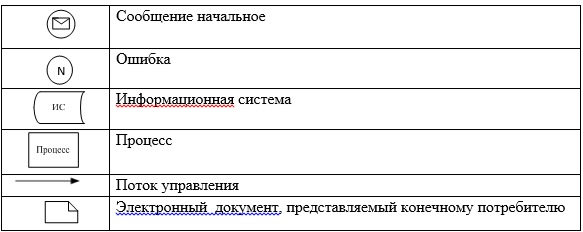 Сообщение начальное
N
Ошибка
ИС
Информационная система
Процесс
Процесс
Поток управления
Электронный документ, представляемый конечному потребителю